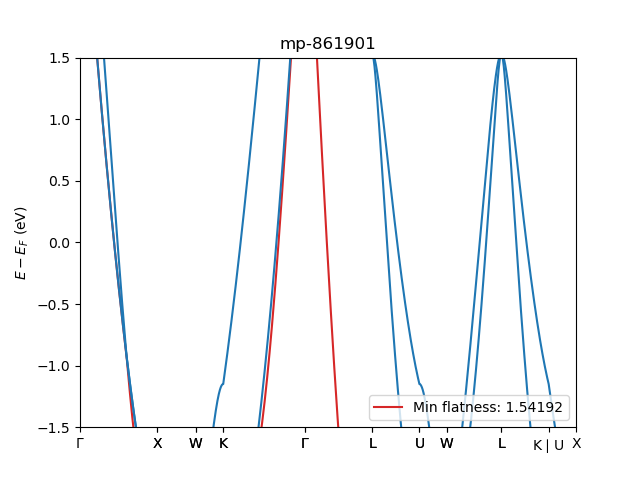 mp-861901
E − E_F (eV)
1.5
1.0
0.5
0.0
−0.5
−1.0
−1.5
Min flatness: 1.54192
Γ X W K Γ L U W L K | U X